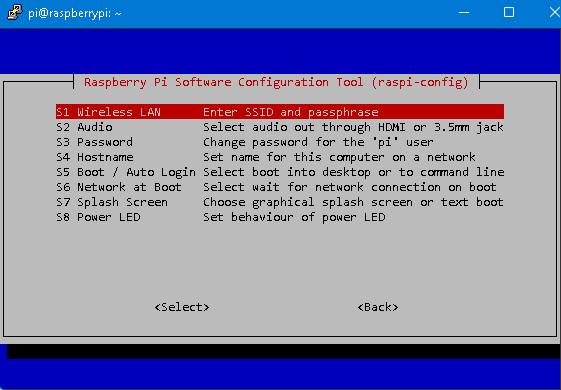 pi@raspberrypi: ~
Raspberry Pi Software Configuration Tool (raspi-config)
S1 Wireless LAN Enter SSID and passphrase
S2 Audio Select audio out through HDMI or 3.5mm jack
S3 Password Change password for the 'pi' user
S4 Hostname Set name for this computer on a network
S5 Boot / Auto Login Select boot into desktop or to command line
S6 Network at Boot Select wait for network connection on boot
S7 Splash Screen Choose graphical splash screen or text boot
S8 Power LED Set behaviour of power LED
<Select> <Back>